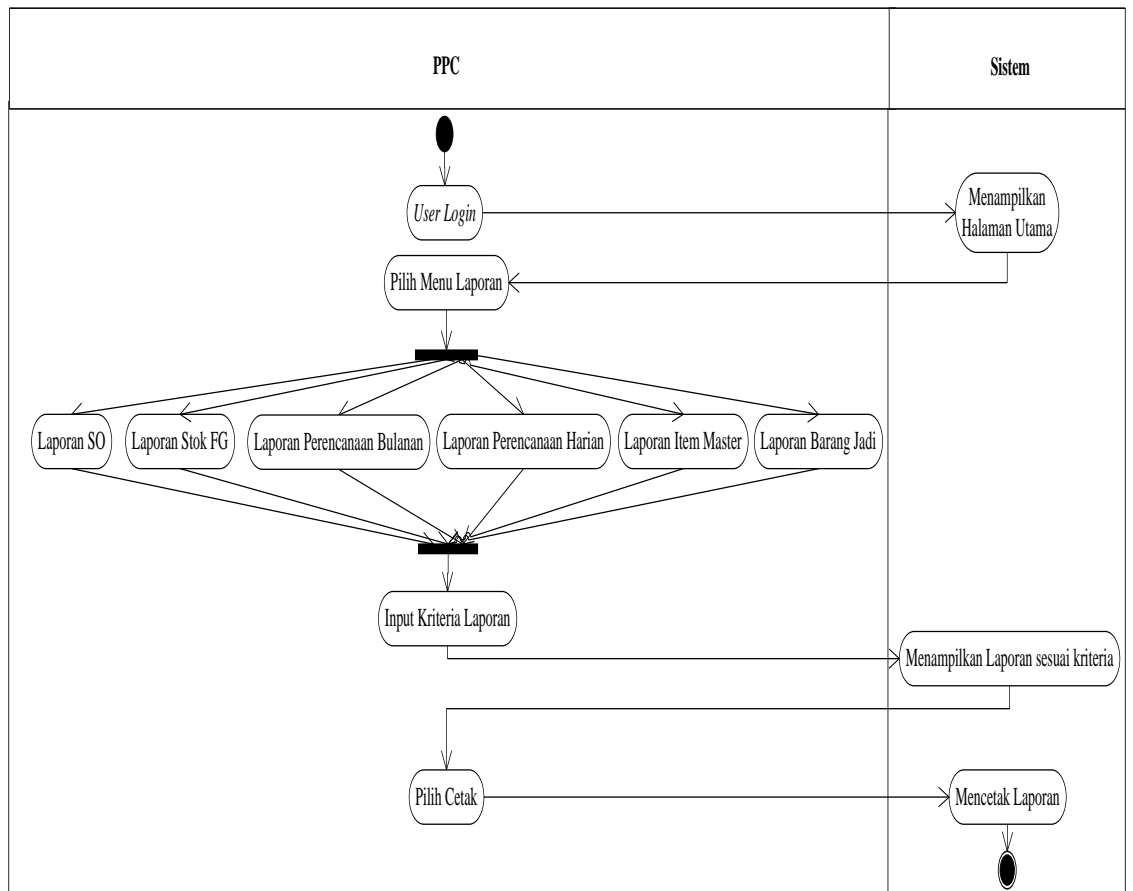 PPC
Sistem
User Login
Menampilkan
Halaman Utama
Pilih Menu Laporan
Laporan SO
Laporan Stok FG
Laporan Perencanaan Bulanan
Laporan Perencanaan Harian
Laporan Item Master
Laporan Barang Jadi
Input Kriteria Laporan
Menampilkan Laporan sesuai kriteria
Pilih Cetak
Mencetak Laporan